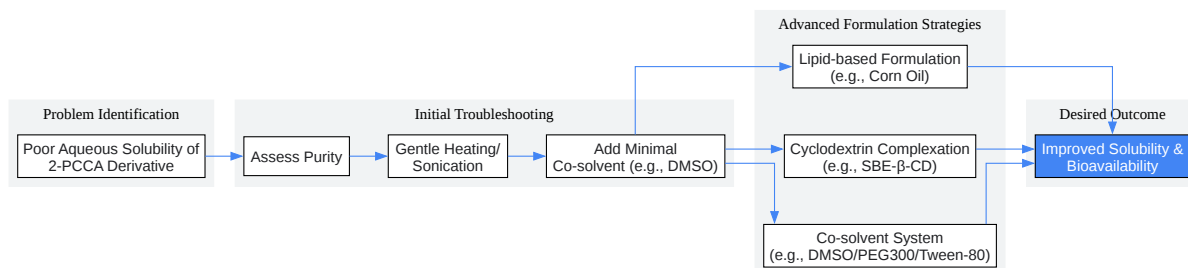 Problem Identification
Poor Aqueous Solubility of
2-PCCA Derivative
Initial Troubleshooting
Assess Purity
Gentle Heating/
Sonication
Add Minimal
Co-solvent (e.g., DMSO)
Advanced Formulation Strategies
Lipid-based Formulation
(e.g., Corn Oil)
Cyclodextrin Complexation
(e.g., SBE-β-CD)
Co-solvent System
(e.g., DMSO/PEG300/Tween-80)
Desired Outcome
Improved Solubility &
Bioavailability